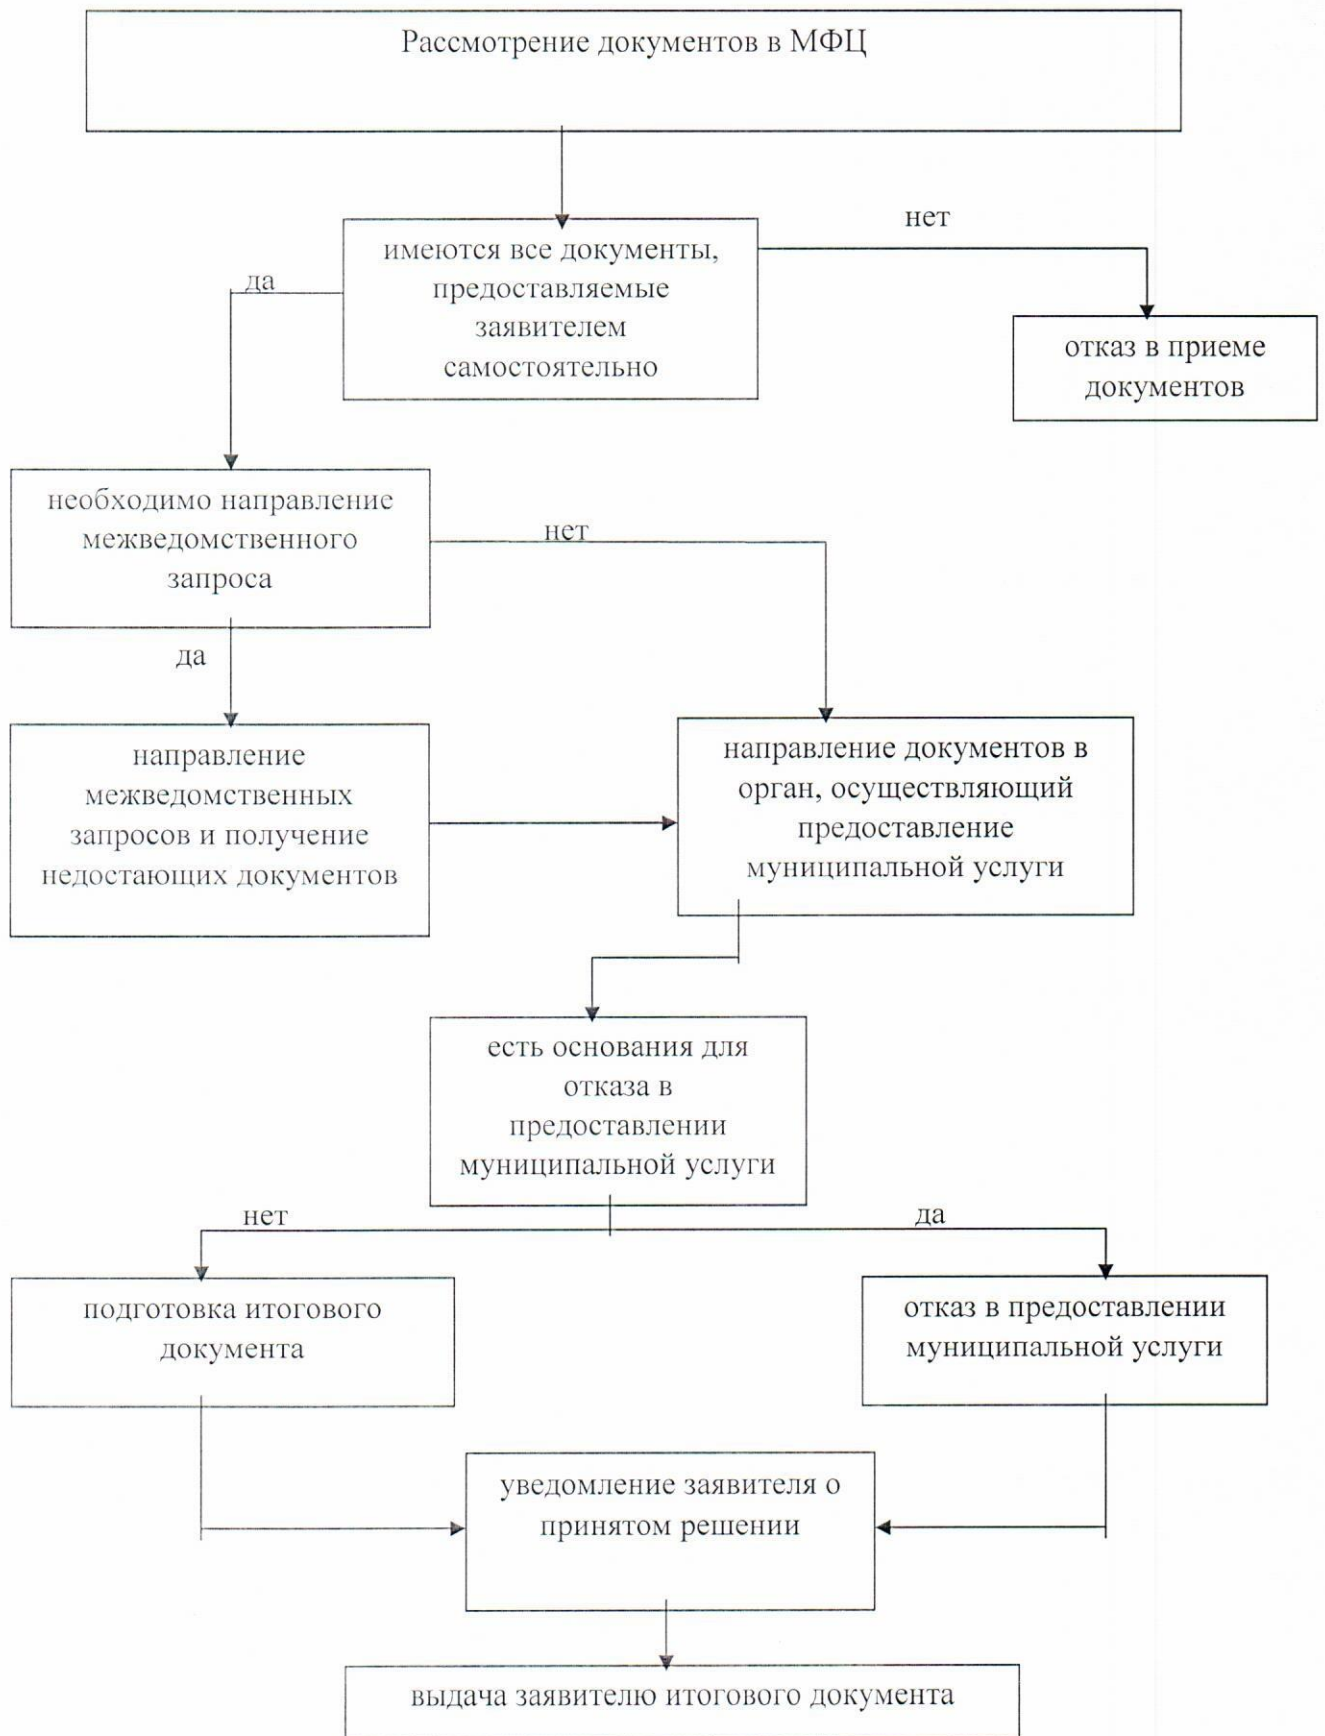 Рассмотрение документов в МФЦ
нет
имеются все документы,
предоставляемые
заявителем
самостоятельно
да
отказ в приеме
документов
необходимо направление
межведомственного
запроса
нет
да
направление
межведомственных
запросов и получение
недостающих документов
направление документов в
орган, осуществляющий
предоставление
муниципальной услуги
есть основания для
отказа в
предоставлении
муниципальной услуги
нет
да
подготовка итогового
документа
отказ в предоставлении
муниципальной услуги
уведомление заявителя о
принятом решении
выдача заявителю итогового документа